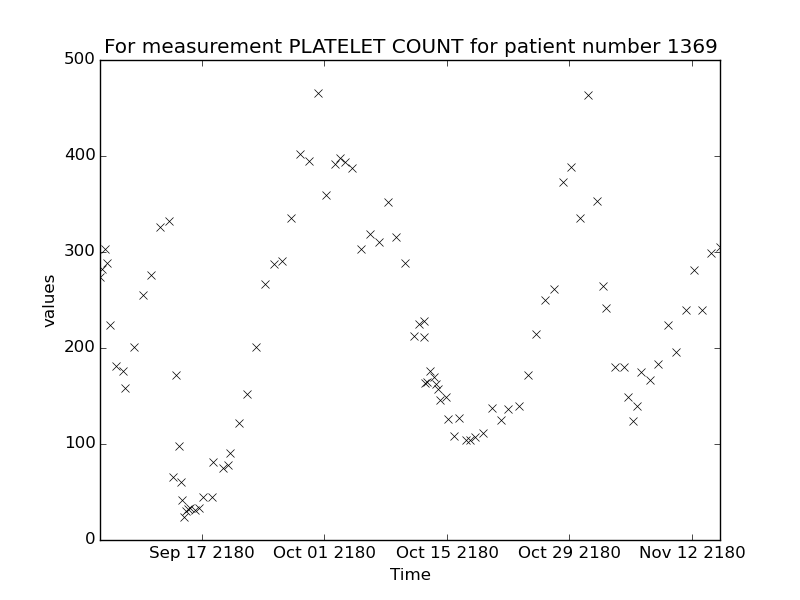 For measurement PLATELET COUNT for patient number 1369
500
400
300
200
100
0
values
Sep 17 2180 Oct 01 2180 Oct 15 2180 Oct 29 2180 Nov 12 2180
Time